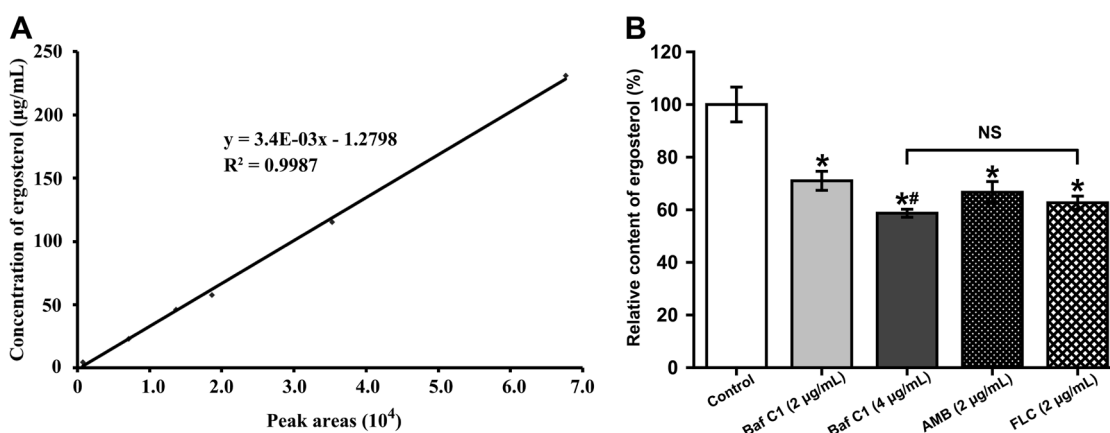 A
Concentration of ergosterol (μg/mL)
250
200
150
100
50
0
y = 3.4E-03x - 1.2798
R² = 0.9987
0 1.0 2.0 3.0 4.0 5.0 6.0 7.0
Peak areas (10⁴)
B
Relative content of ergosterol (%)
120
100
80
60
40
20
0
NS
*
*#
*
*
Control
Baf C1 (2 μg/mL)
Baf C1 (4 μg/mL)
AMB (2 μg/mL)
FLC (2 μg/mL)